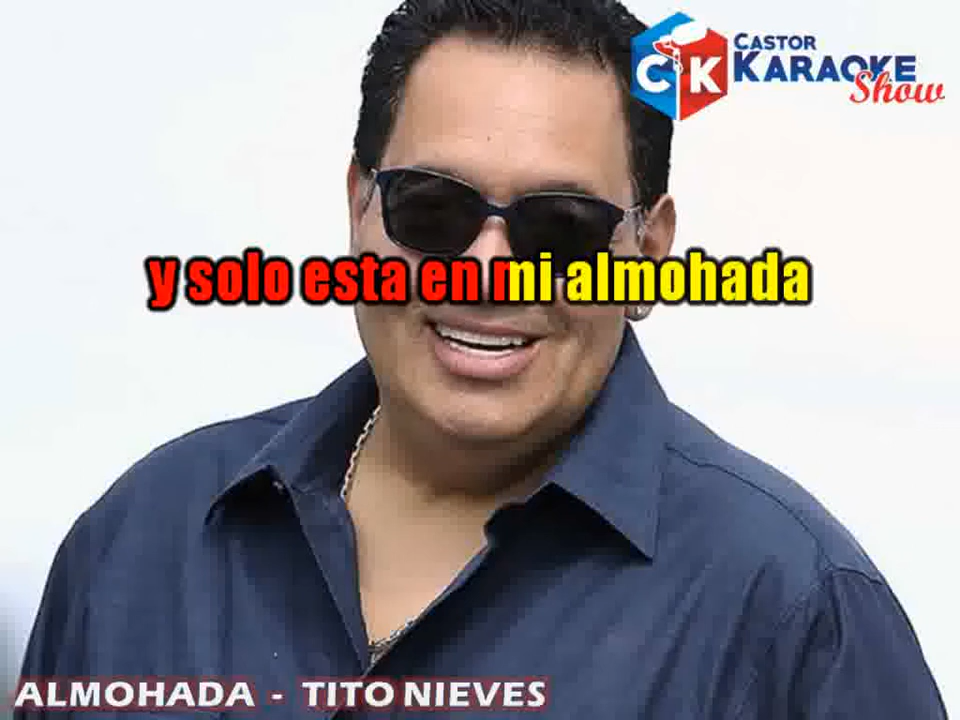 CASTOR
CK KARAOKE
Show
y solo esta en mi almohada
ALMOHADA - TITO NIEVES